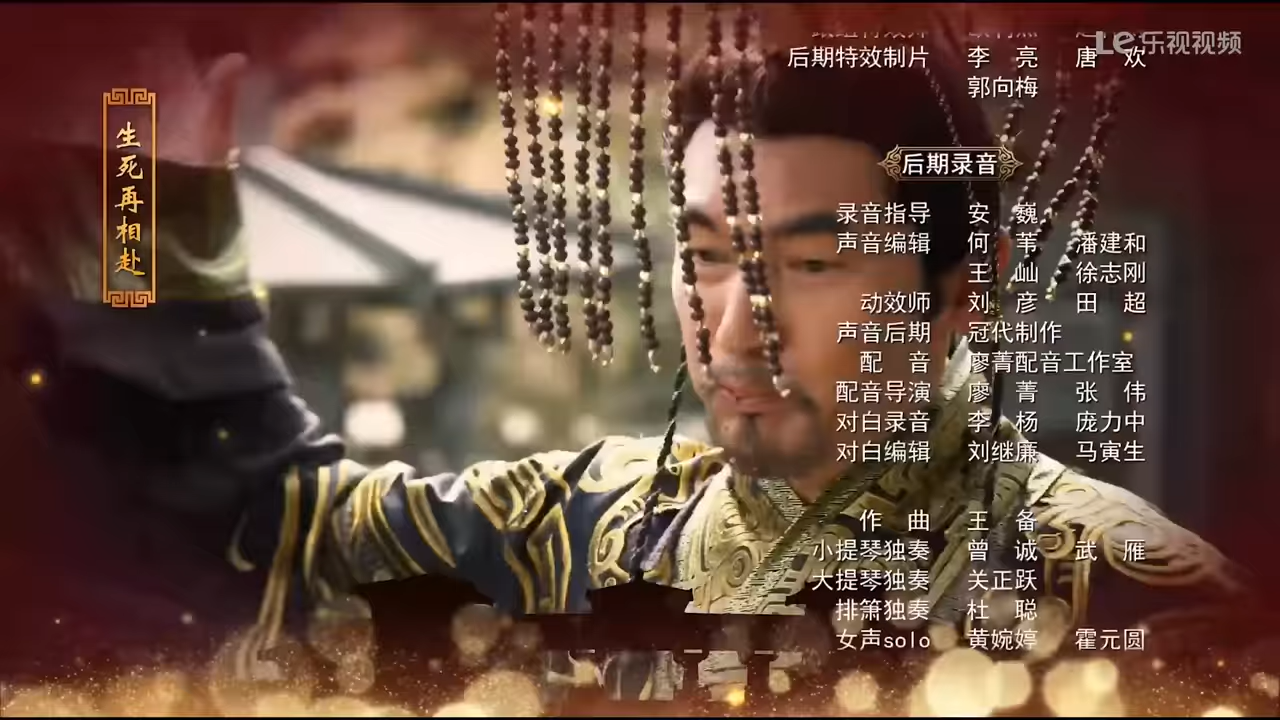 Le乐视视频
后期特效制片 李亮 唐欢
郭向梅
生死再相赴
后期录音
录音指导 安巍
声音编辑 何苇 潘建和
王屾 徐志刚
动效师 刘彦 田超
声音后期 冠代制作
配音 廖菁配音工作室
配音导演 廖菁 张伟
对白录音 李杨 庞力中
对白编辑 刘继廉 马寅生
作曲 王备
小提琴独奏 曾诚 武雁
大提琴独奏 关正跃
排箫独奏 杜聪
女声solo 黄婉婷 霍元圆